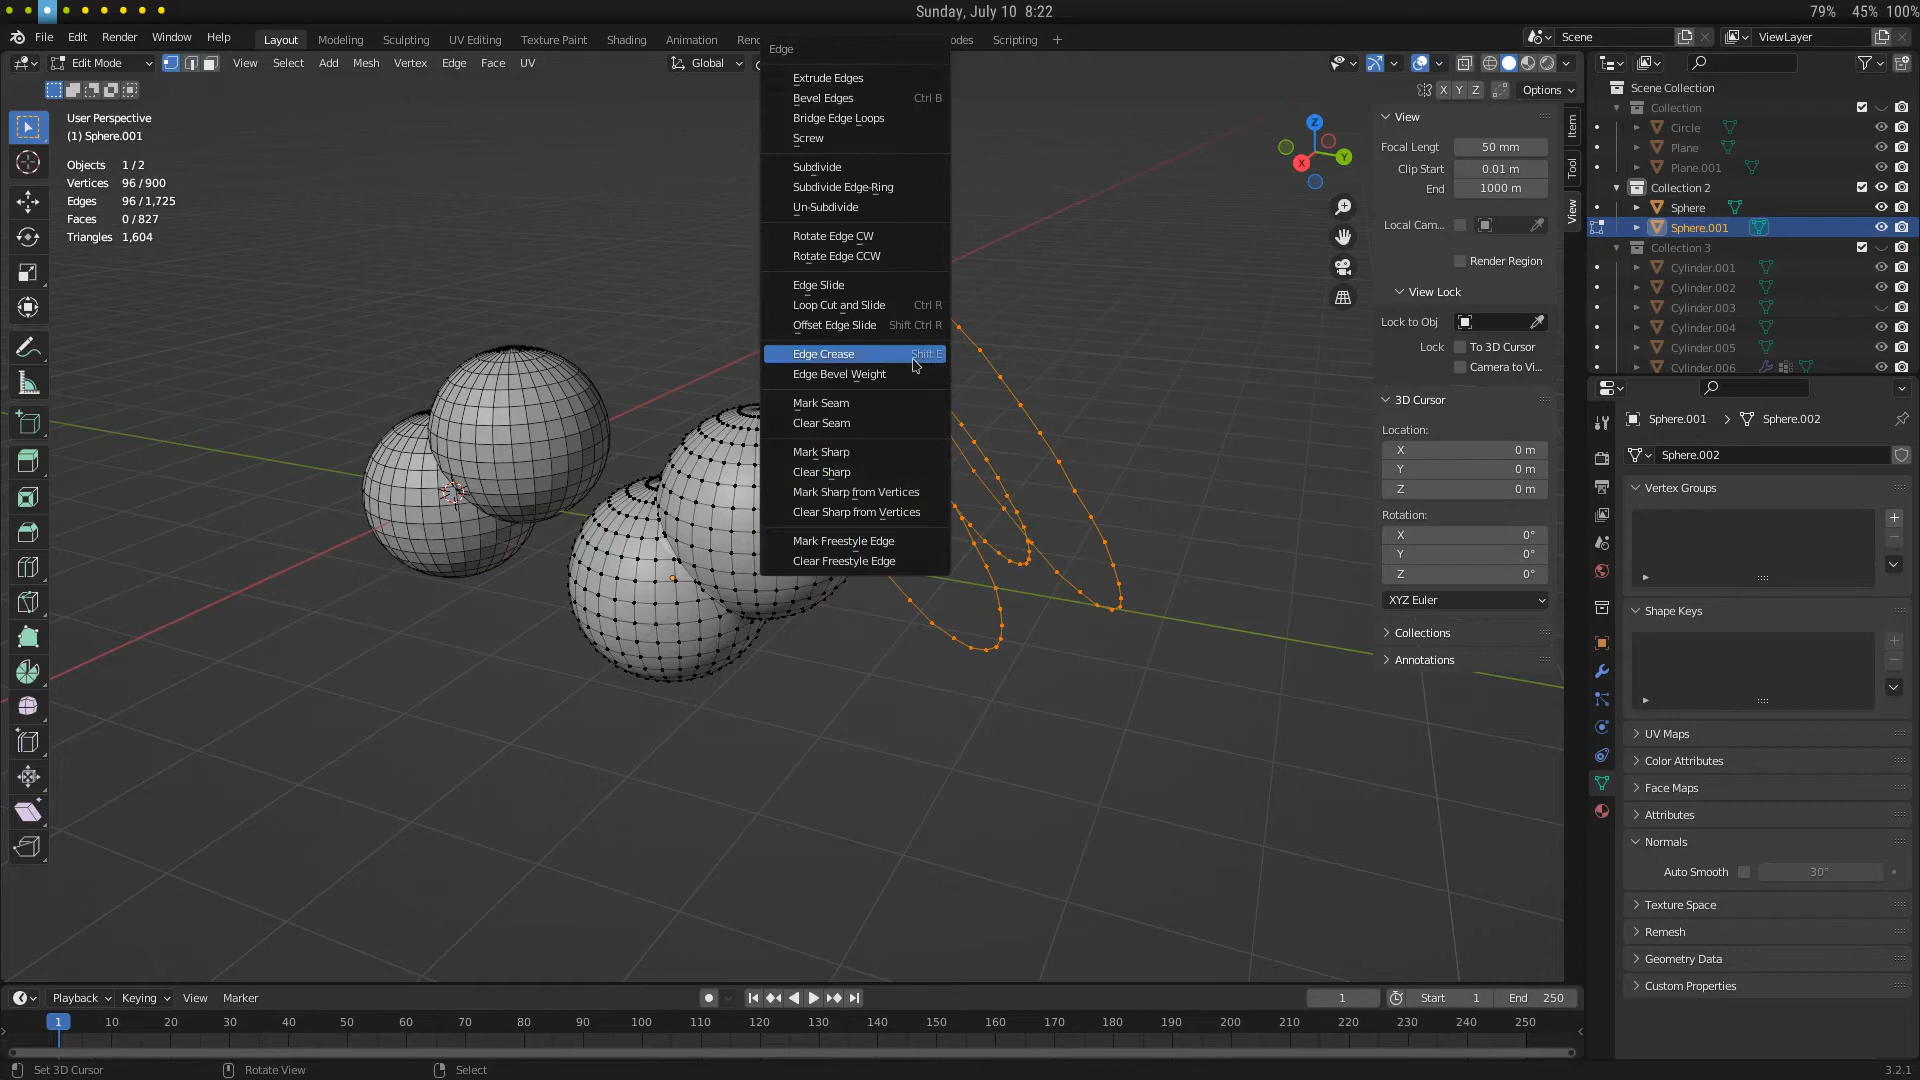 Sunday, July 10 8:22
79% 45% 100%
File Edit Render Window Help
Layout Modeling Sculpting UV Editing Texture Paint Shading Animation Ren odes Scripting +
Scene
ViewLayer
Edit Mode
View Select Add Mesh Vertex Edge Face UV
Global
X Y Z
Options
User Perspective
(1) Sphere.001
Objects 1 / 2
Vertices 96 / 900
Edges 96 / 1,725
Faces 0 / 827
Triangles 1,604
Edge
Extrude Edges
Bevel Edges Ctrl B
Bridge Edge Loops
Screw
Subdivide
Subdivide Edge-Ring
Un-Subdivide
Rotate Edge CW
Rotate Edge CCW
Edge Slide
Loop Cut and Slide Ctrl R
Offset Edge Slide Shift Ctrl R
Edge Crease Shift E
Edge Bevel Weight
Mark Seam
Clear Seam
Mark Sharp
Clear Sharp
Mark Sharp from Vertices
Clear Sharp from Vertices
Mark Freestyle Edge
Clear Freestyle Edge
Z
X
Y
View
Focal Lengt 50 mm
Clip Start 0.01 m
End 1000 m
Local Cam...
Render Region
View Lock
Lock to Obj
Lock To 3D Cursor
Camera to Vi...
3D Cursor
Location:
X 0 m
Y 0 m
Z 0 m
Rotation:
X 0°
Y 0°
Z 0°
XYZ Euler
Collections
Annotations
Item
Tool
View
Scene Collection
Collection
Circle
Plane
Plane.001
Collection 2
Sphere
Sphere.001
Collection 3
Cylinder.001
Cylinder.002
Cylinder.003
Cylinder.004
Cylinder.005
Cylinder.006
Sphere.001 > Sphere.002
Sphere.002
Vertex Groups
Shape Keys
UV Maps
Color Attributes
Face Maps
Attributes
Normals
Auto Smooth 30°
Texture Space
Remesh
Geometry Data
Custom Properties
Playback Keying View Marker
1
Start 1
End 250
1 10 20 30 40 50 60 70 80 90 100 110 120 130 140 150 160 170 180 190 200 210 220 230 240 250
Set 3D Cursor
Rotate View
Select
3.2.1